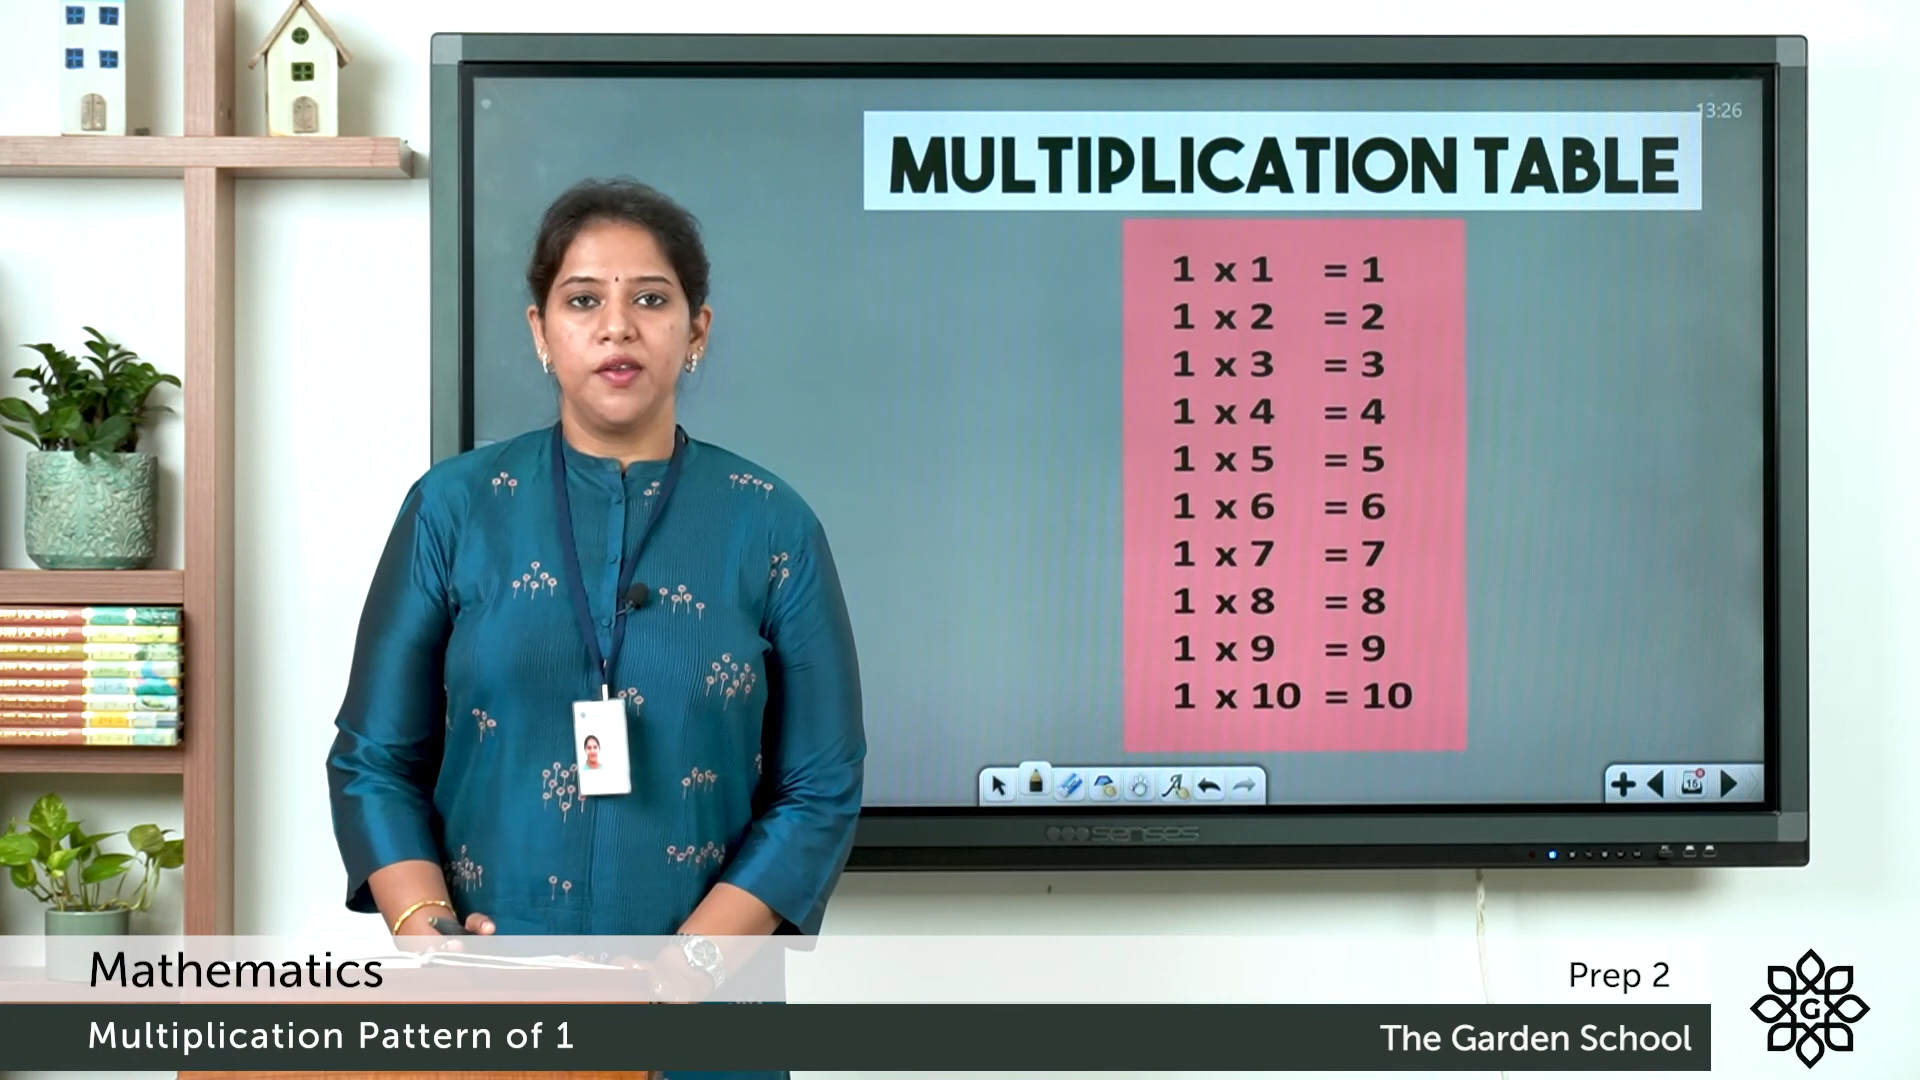 13:26
MULTIPLICATION TABLE
1 x 1 = 1
1 x 2 = 2
1 x 3 = 3
1 x 4 = 4
1 x 5 = 5
1 x 6 = 6
1 x 7 = 7
1 x 8 = 8
1 x 9 = 9
1 x 10 = 10
15
senses
Mathematics
Prep 2
Multiplication Pattern of 1
The Garden School
G